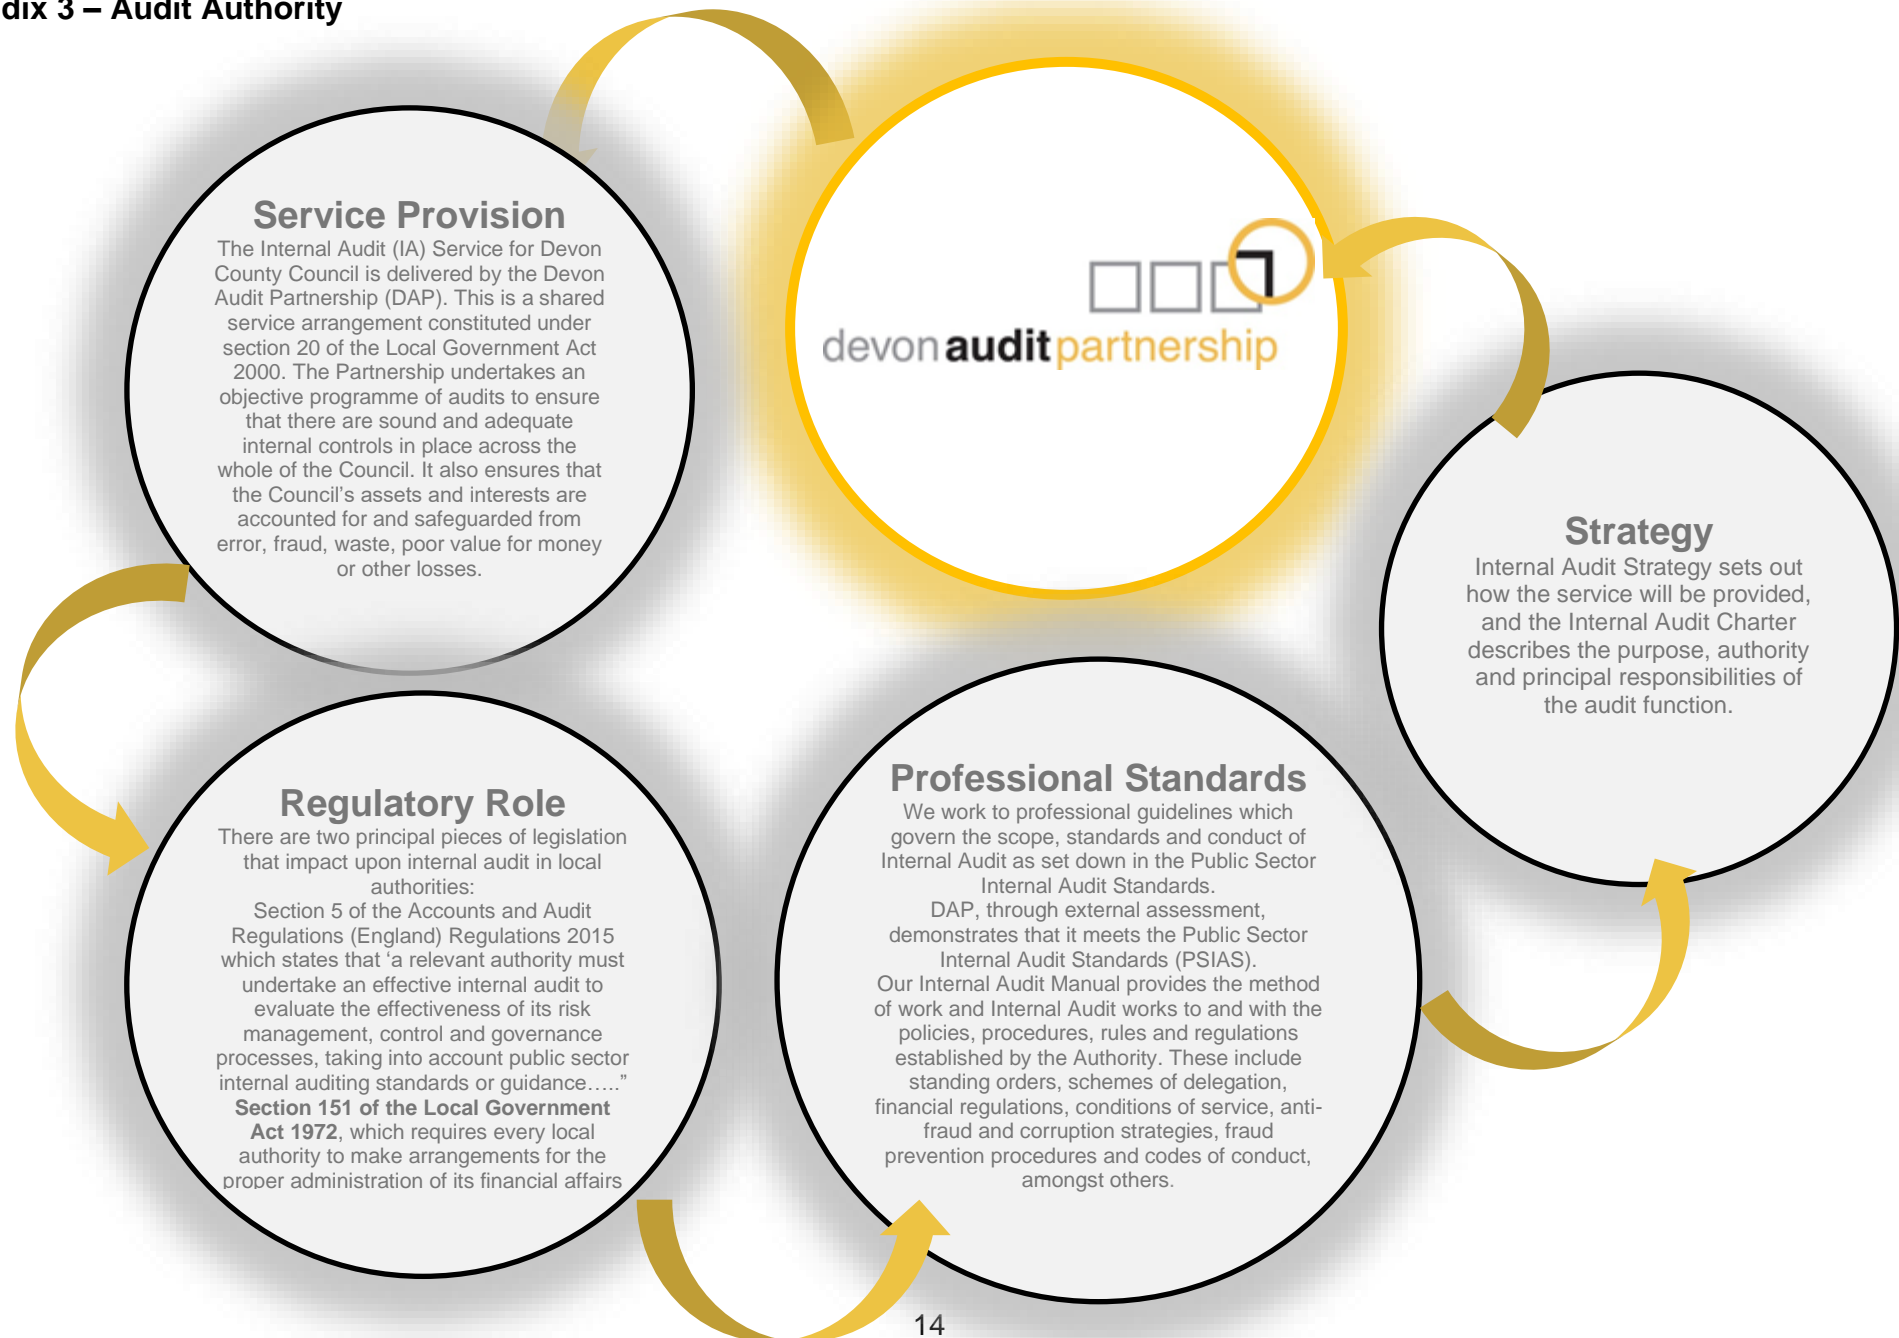 dix 3 – Audit Authority
Service Provision
The Internal Audit (IA) Service for Devon
County Council is delivered by the Devon
Audit Partnership (DAP). This is a shared
service arrangement constituted under
section 20 of the Local Government Act
2000. The Partnership undertakes an
objective programme of audits to ensure
that there are sound and adequate
internal controls in place across the
whole of the Council. It also ensures that
the Council’s assets and interests are
accounted for and safeguarded from
error, fraud, waste, poor value for money
or other losses.
devonauditpartnership
Regulatory Role
There are two principal pieces of legislation
that impact upon internal audit in local
authorities:
Section 5 of the Accounts and Audit
Regulations (England) Regulations 2015
which states that ‘a relevant authority must
undertake an effective internal audit to
evaluate the effectiveness of its risk
management, control and governance
processes, taking into account public sector
internal auditing standards or guidance…..”
Section 151 of the Local Government
Act 1972, which requires every local
authority to make arrangements for the
proper administration of its financial affairs
Professional Standards
We work to professional guidelines which
govern the scope, standards and conduct of
Internal Audit as set down in the Public Sector
Internal Audit Standards.
DAP, through external assessment,
demonstrates that it meets the Public Sector
Internal Audit Standards (PSIAS).
Our Internal Audit Manual provides the method
of work and Internal Audit works to and with the
policies, procedures, rules and regulations
established by the Authority. These include
standing orders, schemes of delegation,
financial regulations, conditions of service, anti-
fraud and corruption strategies, fraud
prevention procedures and codes of conduct,
amongst others.
Strategy
Internal Audit Strategy sets out
how the service will be provided,
and the Internal Audit Charter
describes the purpose, authority
and principal responsibilities of
the audit function.
14